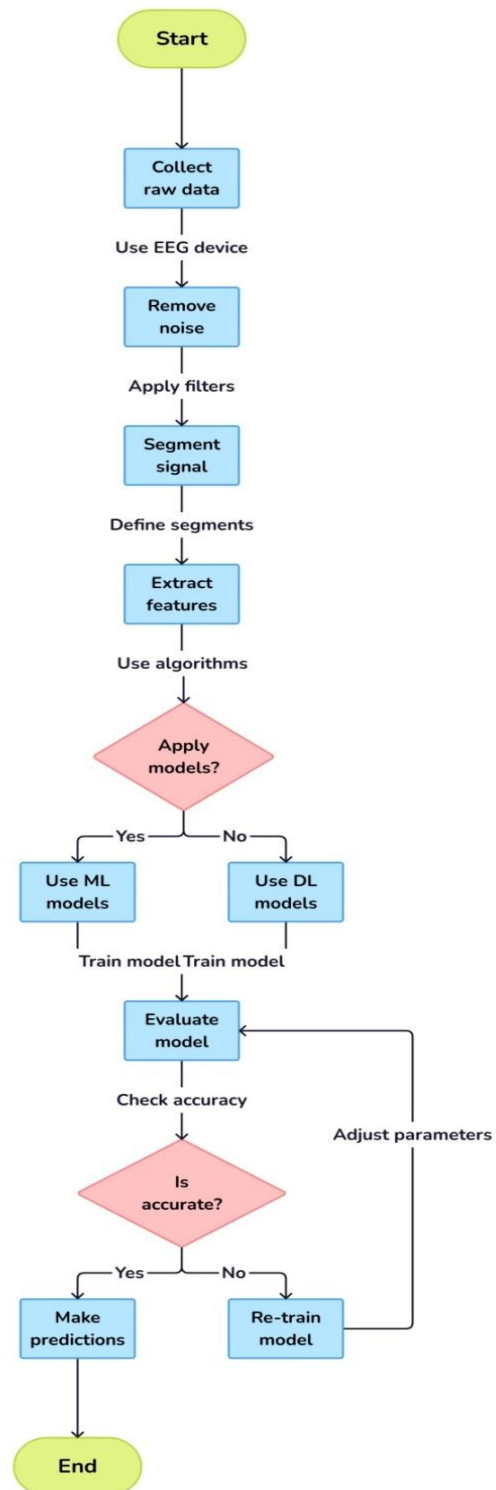 Start
Collect
raw data
Use EEG device
Remove
noise
Apply filters
Segment
signal
Define segments
Extract
features
Use algorithms
Apply
models?
Yes
No
Use ML
models
Use DL
models
Train model
Train model
Evaluate
model
Check accuracy
Adjust parameters
Is
accurate?
Yes
No
Make
predictions
Re-train
model
End